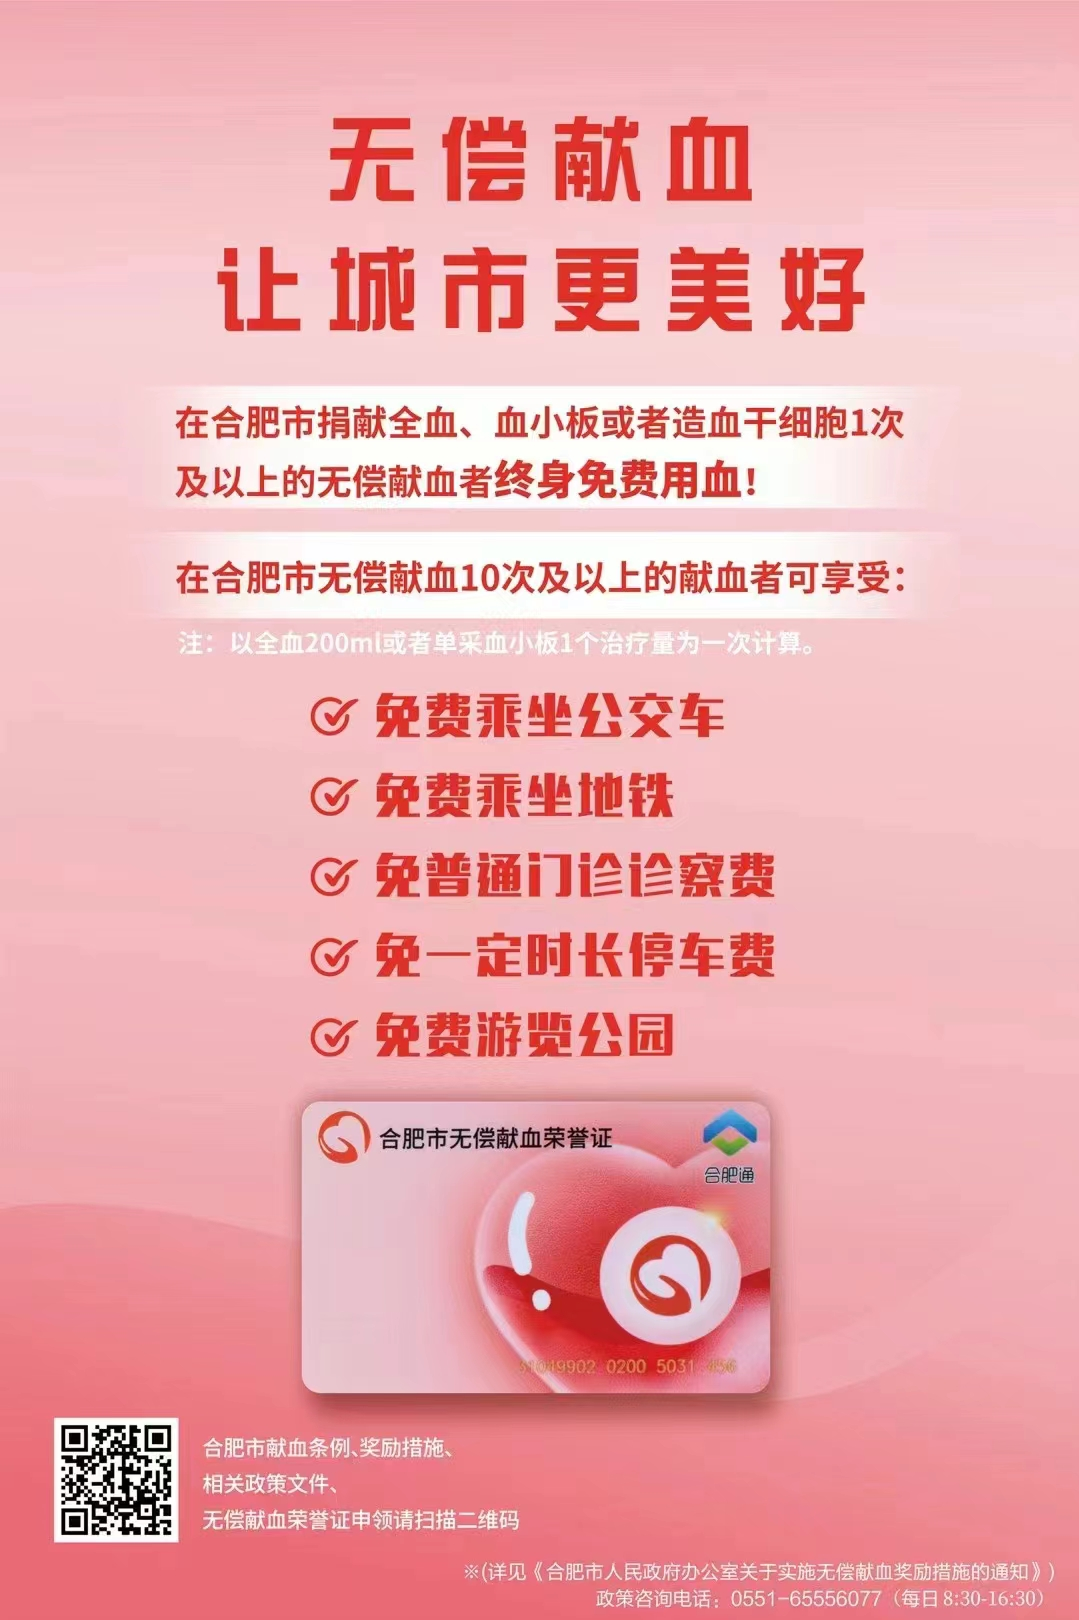 无偿献血
让城市更美好
在合肥市捐献全血、血小板或者造血干细胞1次
及以上的无偿献血者终身免费用血！
在合肥市无偿献血10次及以上的献血者可享受：
注：以全血200ml或者单采血小板1个治疗量为一次计算。
免费乘坐公交车
免费乘坐地铁
免普通门诊诊察费
免一定时长停车费
免费游览公园
合肥市无偿献血荣誉证
合肥通
0200 5031
合肥市献血条例、奖励措施、
相关政策文件、
无偿献血荣誉证申领请扫描二维码
※(详见《合肥市人民政府办公室关于实施无偿献血奖励措施的通知》)
政策咨询电话：0551-65556077（每日8:30-16:30）